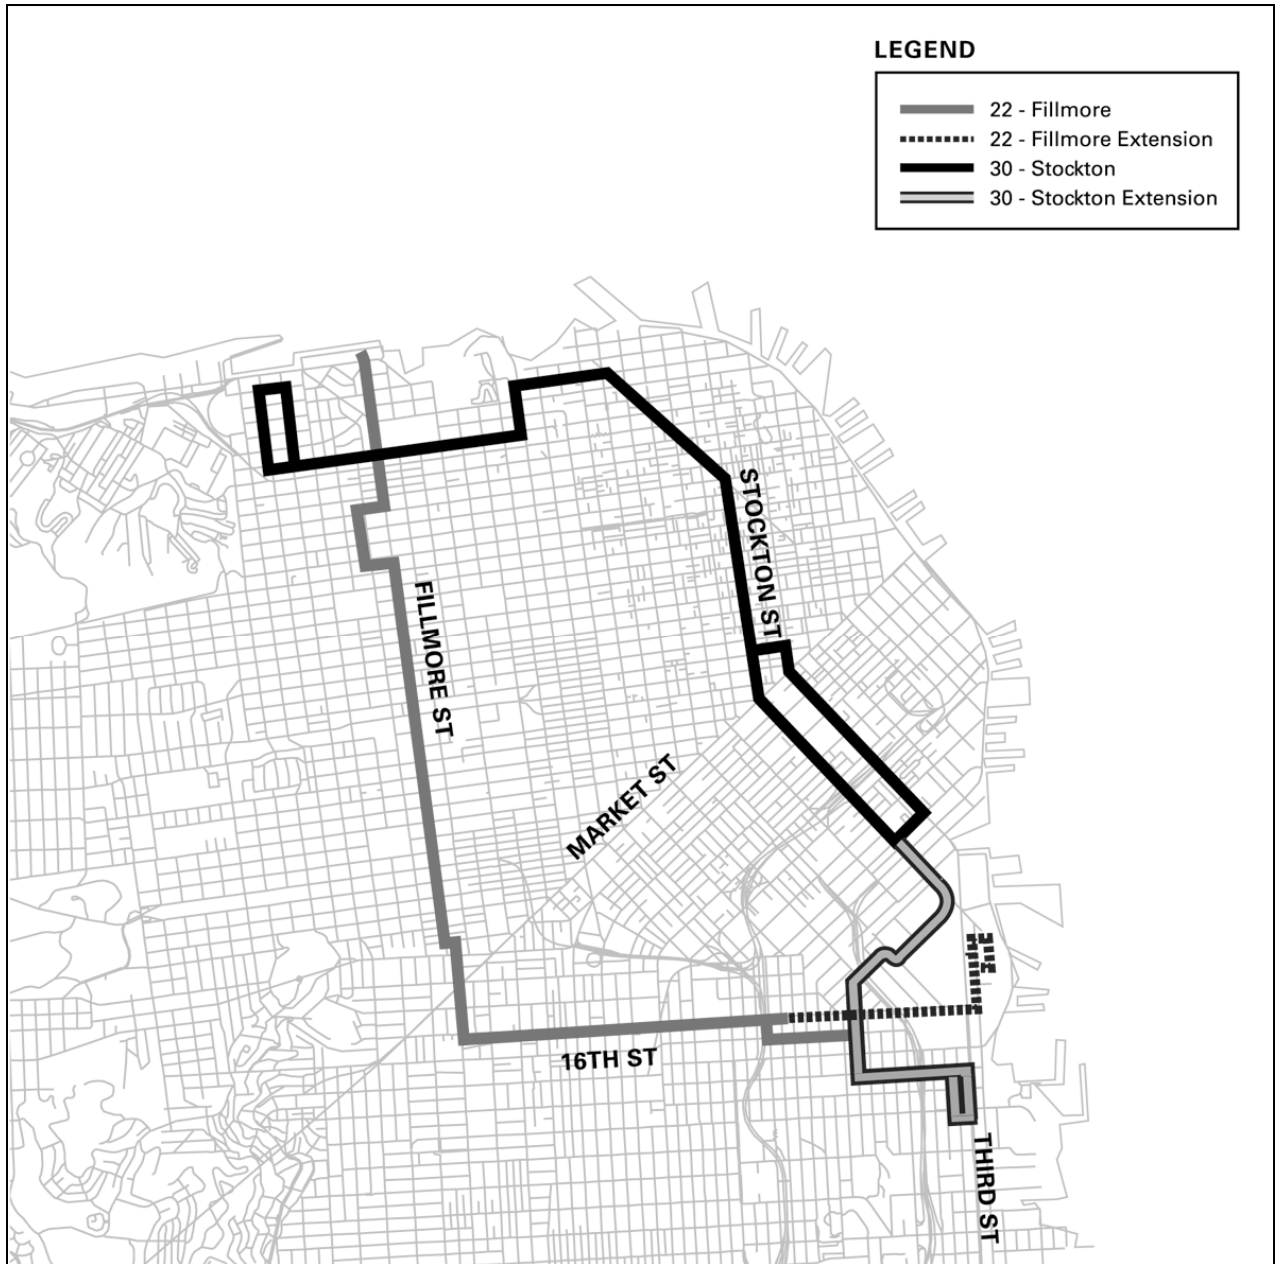 LEGEND
22 - Fillmore
22 - Fillmore Extension
30 - Stockton
30 - Stockton Extension
STOCKTON ST
FILLMORE ST
MARKET ST
16TH ST
THIRD ST